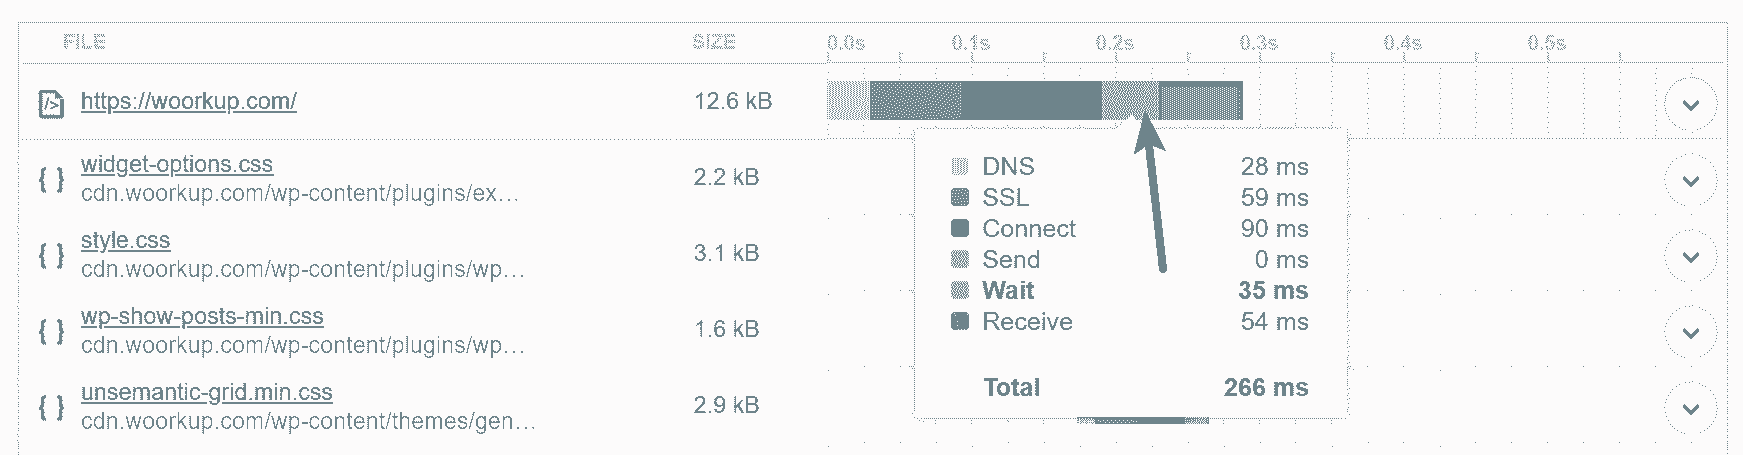 FILE SIZE 0.0s 0.1s 0.2s 0.3s 0.4s 0.5s
https://woorkup.com/ 12.6 kB
widget-options.css
cdn.woorkup.com/wp-content/plugins/ex… 2.2 kB
style.css
cdn.woorkup.com/wp-content/plugins/wp… 3.1 kB
wp-show-posts-min.css
cdn.woorkup.com/wp-content/plugins/wp… 1.6 kB
unsemantic-grid.min.css
cdn.woorkup.com/wp-content/themes/gen… 2.9 kB
DNS 28 ms
SSL 59 ms
Connect 90 ms
Send 0 ms
Wait 35 ms
Receive 54 ms
Total 266 ms